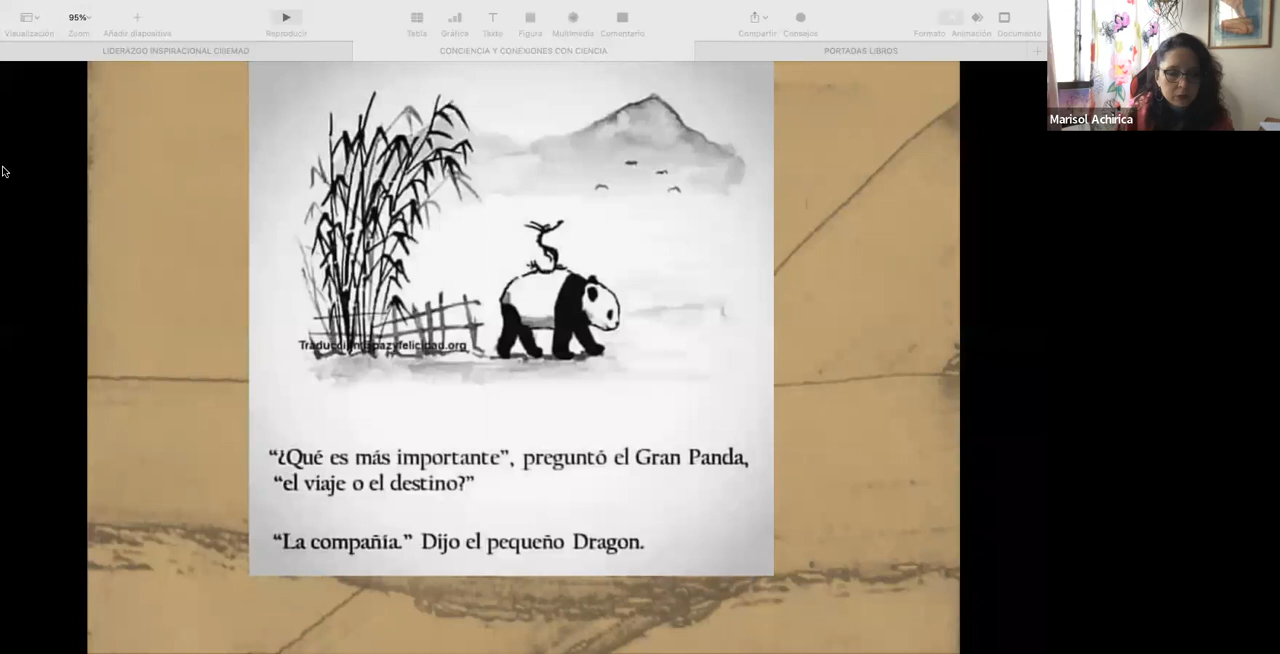 95%
Visualización
Zoom
Añadir diapositiva
Reproducir
Tabla
Gráfica
Texto
Figura
Multimedia
Comentario
Compartir
Consejos
Formato
Animación
Documento
LIDERAZGO INSPIRACIONAL CIIEMAD
CONCIENCIA Y CONEXIONES CON CIENCIA
PORTADAS LIBROS
Marisol Achirica
“¿Qué es más importante”, preguntó el Gran Panda,
“el viaje o el destino?”
“La compañía.” Dijo el pequeño Dragon.